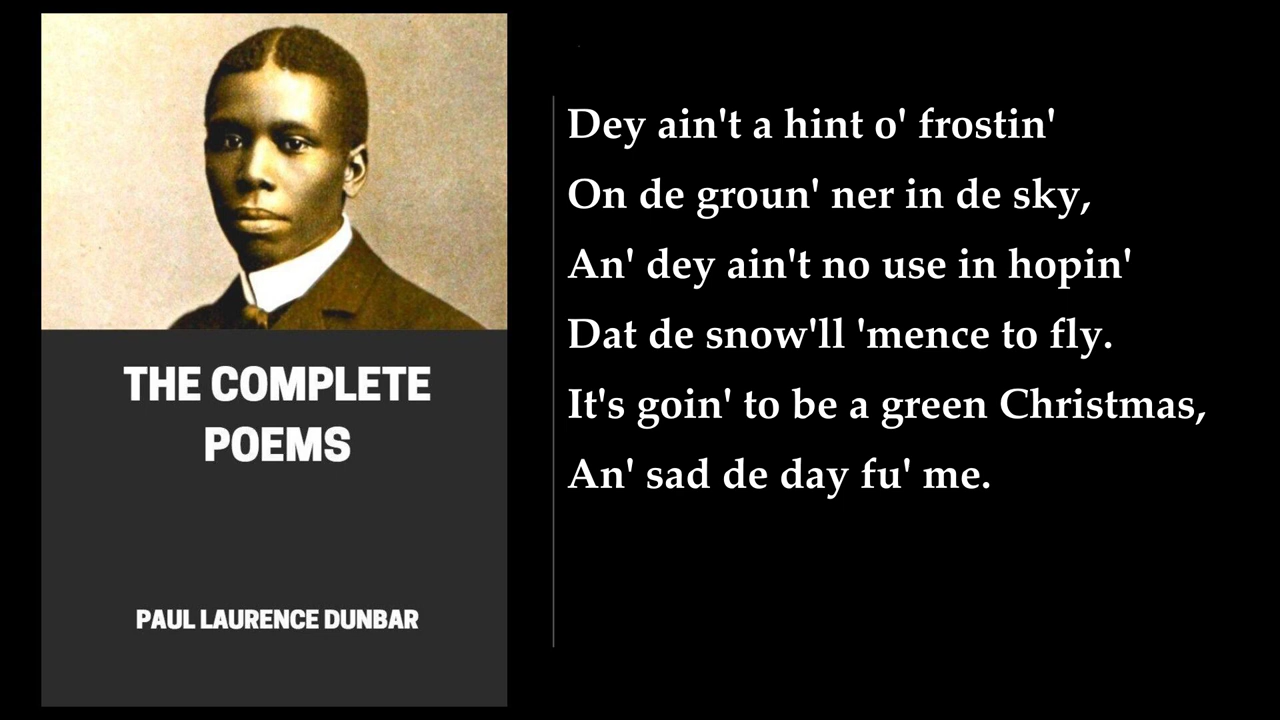 THE COMPLETE
POEMS
PAUL LAURENCE DUNBAR
Dey ain't a hint o' frostin'
On de groun' ner in de sky,
An' dey ain't no use in hopin'
Dat de snow'll 'mence to fly.
It's goin' to be a green Christmas,
An' sad de day fu' me.